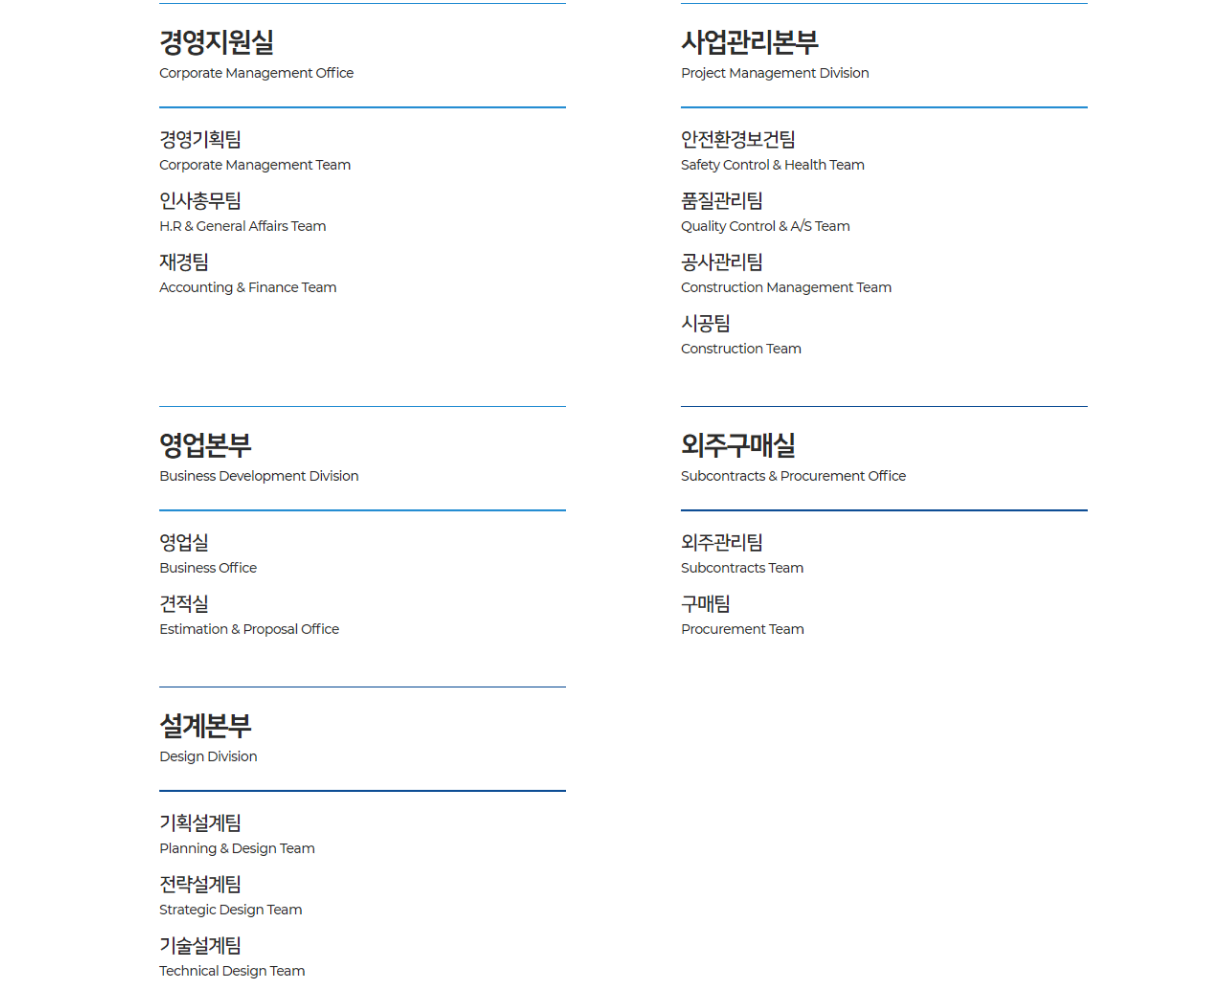 경영지원실
Corporate Management Office
경영기획팀
Corporate Management Team
인사총무팀
H.R & General Affairs Team
재경팀
Accounting & Finance Team
사업관리본부
Project Management Division
안전환경보건팀
Safety Control & Health Team
품질관리팀
Quality Control & A/S Team
공사관리팀
Construction Management Team
시공팀
Construction Team
영업본부
Business Development Division
영업실
Business Office
견적실
Estimation & Proposal Office
외주구매실
Subcontracts & Procurement Office
외주관리팀
Subcontracts Team
구매팀
Procurement Team
설계본부
Design Division
기획설계팀
Planning & Design Team
전략설계팀
Strategic Design Team
기술설계팀
Technical Design Team